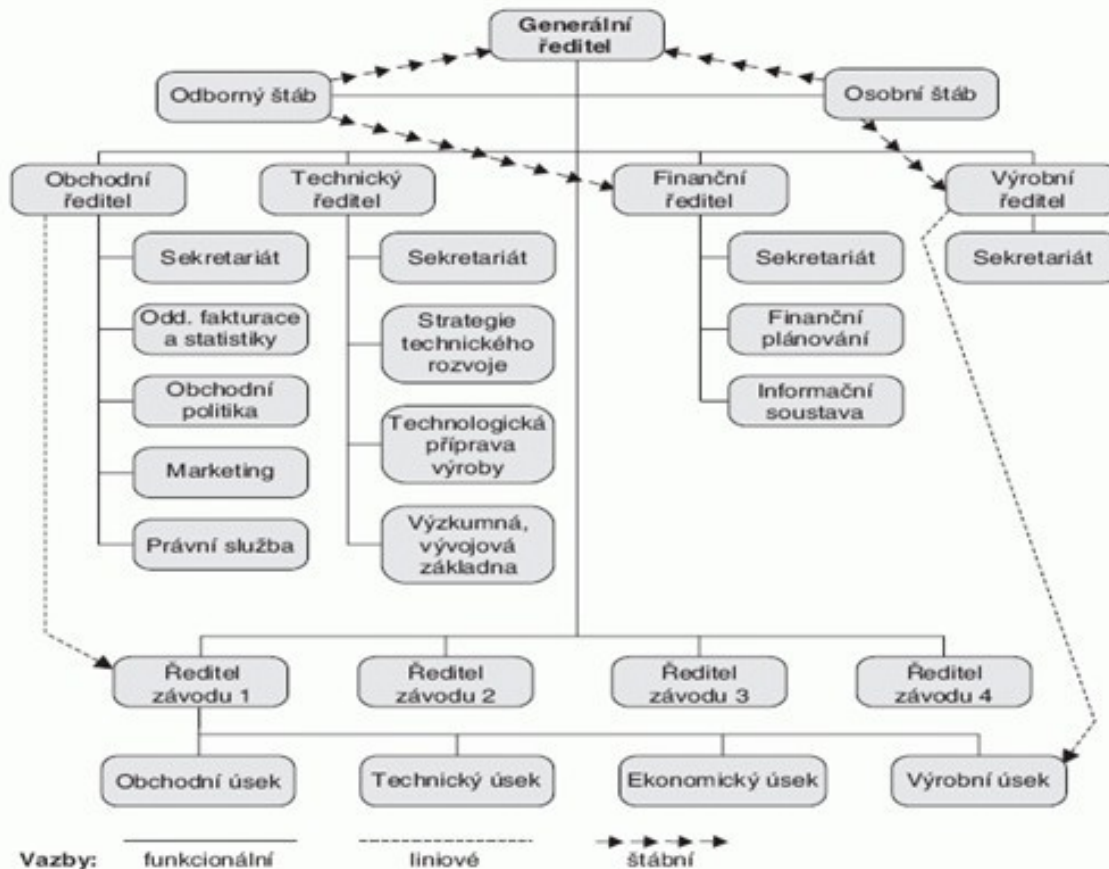 Generální
ředitel
Odborný štáb
Osobní štáb
Obchodní
ředitel
Technický
ředitel
Finanční
ředitel
Výrobní
ředitel
Sekretariát
Sekretariát
Sekretariát
Sekretariát
Odd. fakturace
a statistiky
Strategie
technického
rozvoje
Finanční
plánování
Obchodní
politika
Informační
soustava
Technologická
příprava
výroby
Marketing
Právní služba
Výzkumná,
vývojová
základna
Ředitel
závodu 1
Ředitel
závodu 2
Ředitel
závodu 3
Ředitel
závodu 4
Obchodní úsek
Technický úsek
Ekonomický úsek
Výrobní úsek
Vazby: funkcionální liniové štábní